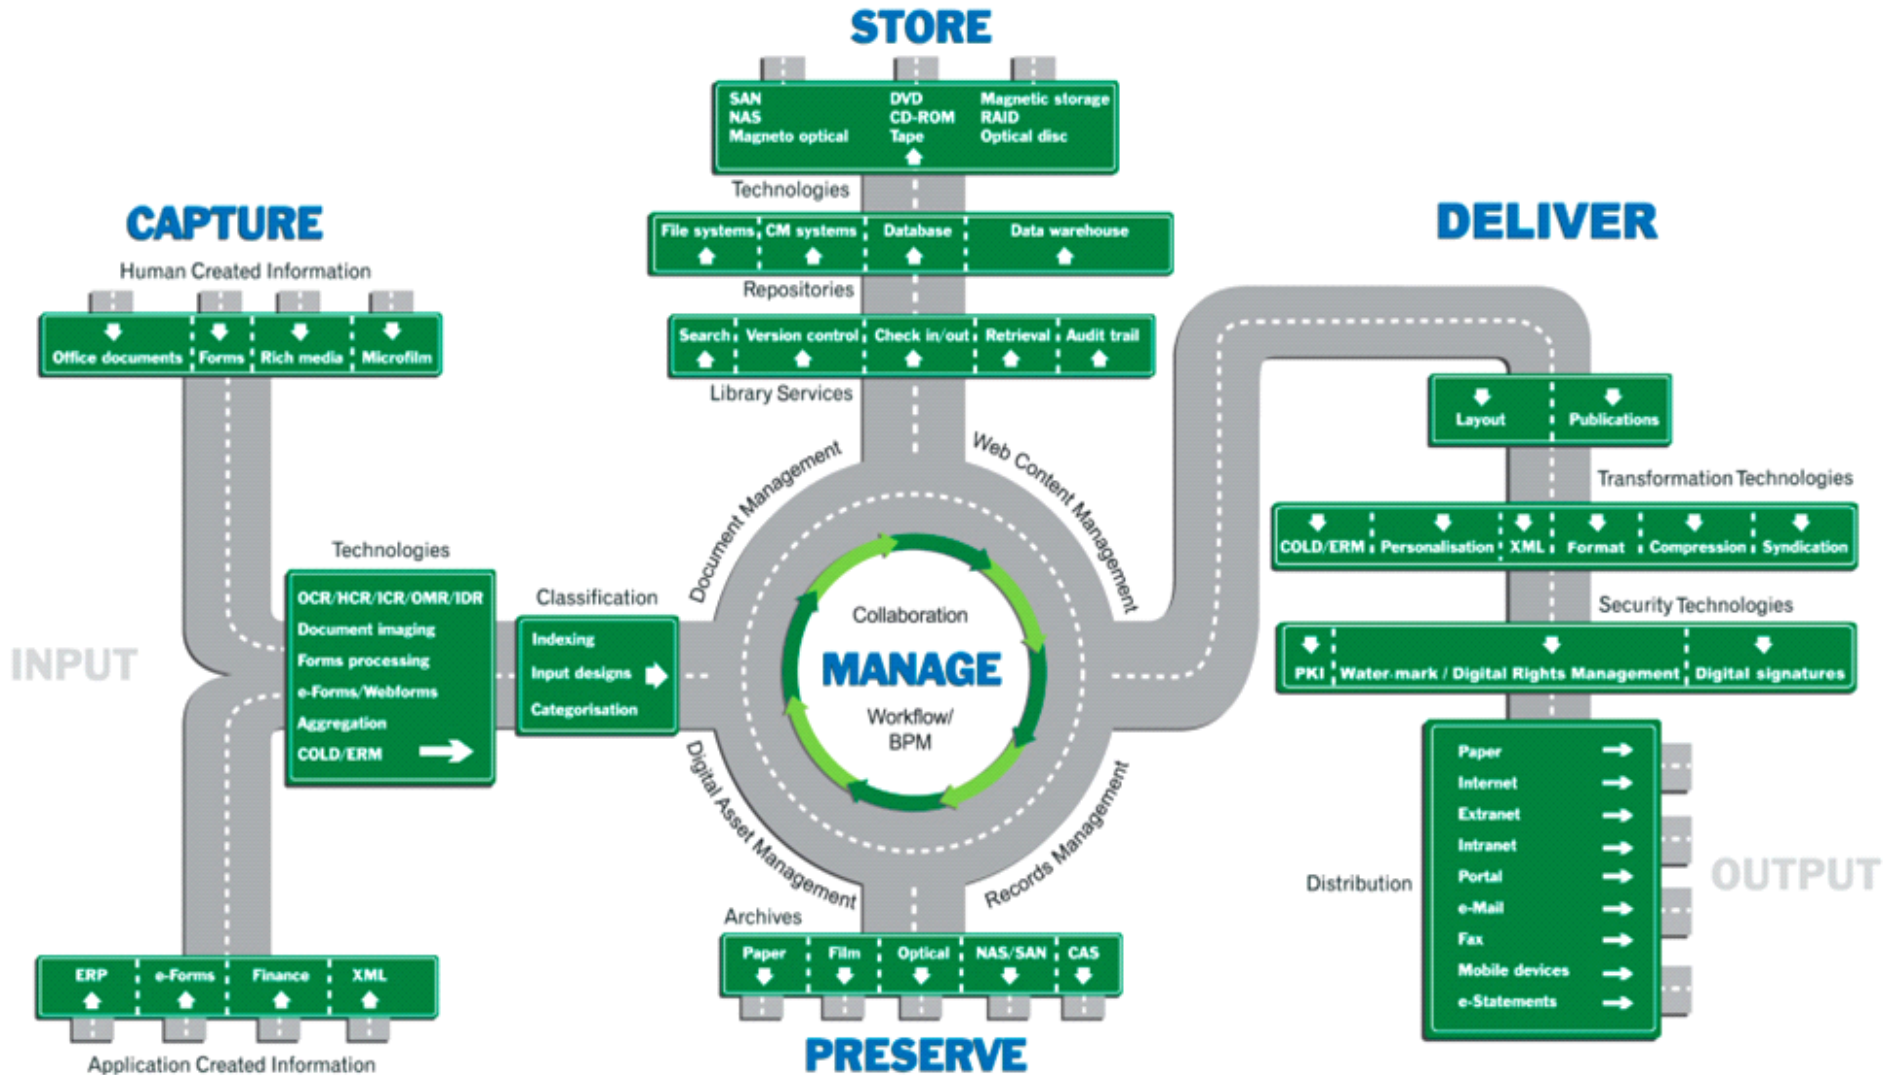 STORE
SAN
NAS
Magneto optical
DVD
CD-ROM
Tape
Magnetic storage
RAID
Optical disc
Technologies
File systems
CM systems
Database
Data warehouse
Repositories
Search
Version control
Check in/out
Retrieval
Audit trail
Library Services
CAPTURE
Human Created Information
Office documents
Forms
Rich media
Microfilm
INPUT
Technologies
OCR/HCR/ICR/OMR/IDR
Document imaging
Forms processing
e-Forms/Webforms
Aggregation
COLD/ERM
Classification
Indexing
Input designs
Categorisation
ERP
e-Forms
Finance
XML
Application Created Information
Document Management
Web Content Management
Digital Asset Management
Records Management
Collaboration
MANAGE
Workflow/
BPM
Archives
Paper
Film
Optical
NAS/SAN
CAS
PRESERVE
DELIVER
Layout
Publications
Transformation Technologies
COLD/ERM
Personalisation
XML
Format
Compression
Syndication
Security Technologies
PKI
Water-mark / Digital Rights Management
Digital signatures
Distribution
Paper
Internet
Extranet
Intranet
Portal
e-Mail
Fax
Mobile devices
e-Statements
OUTPUT